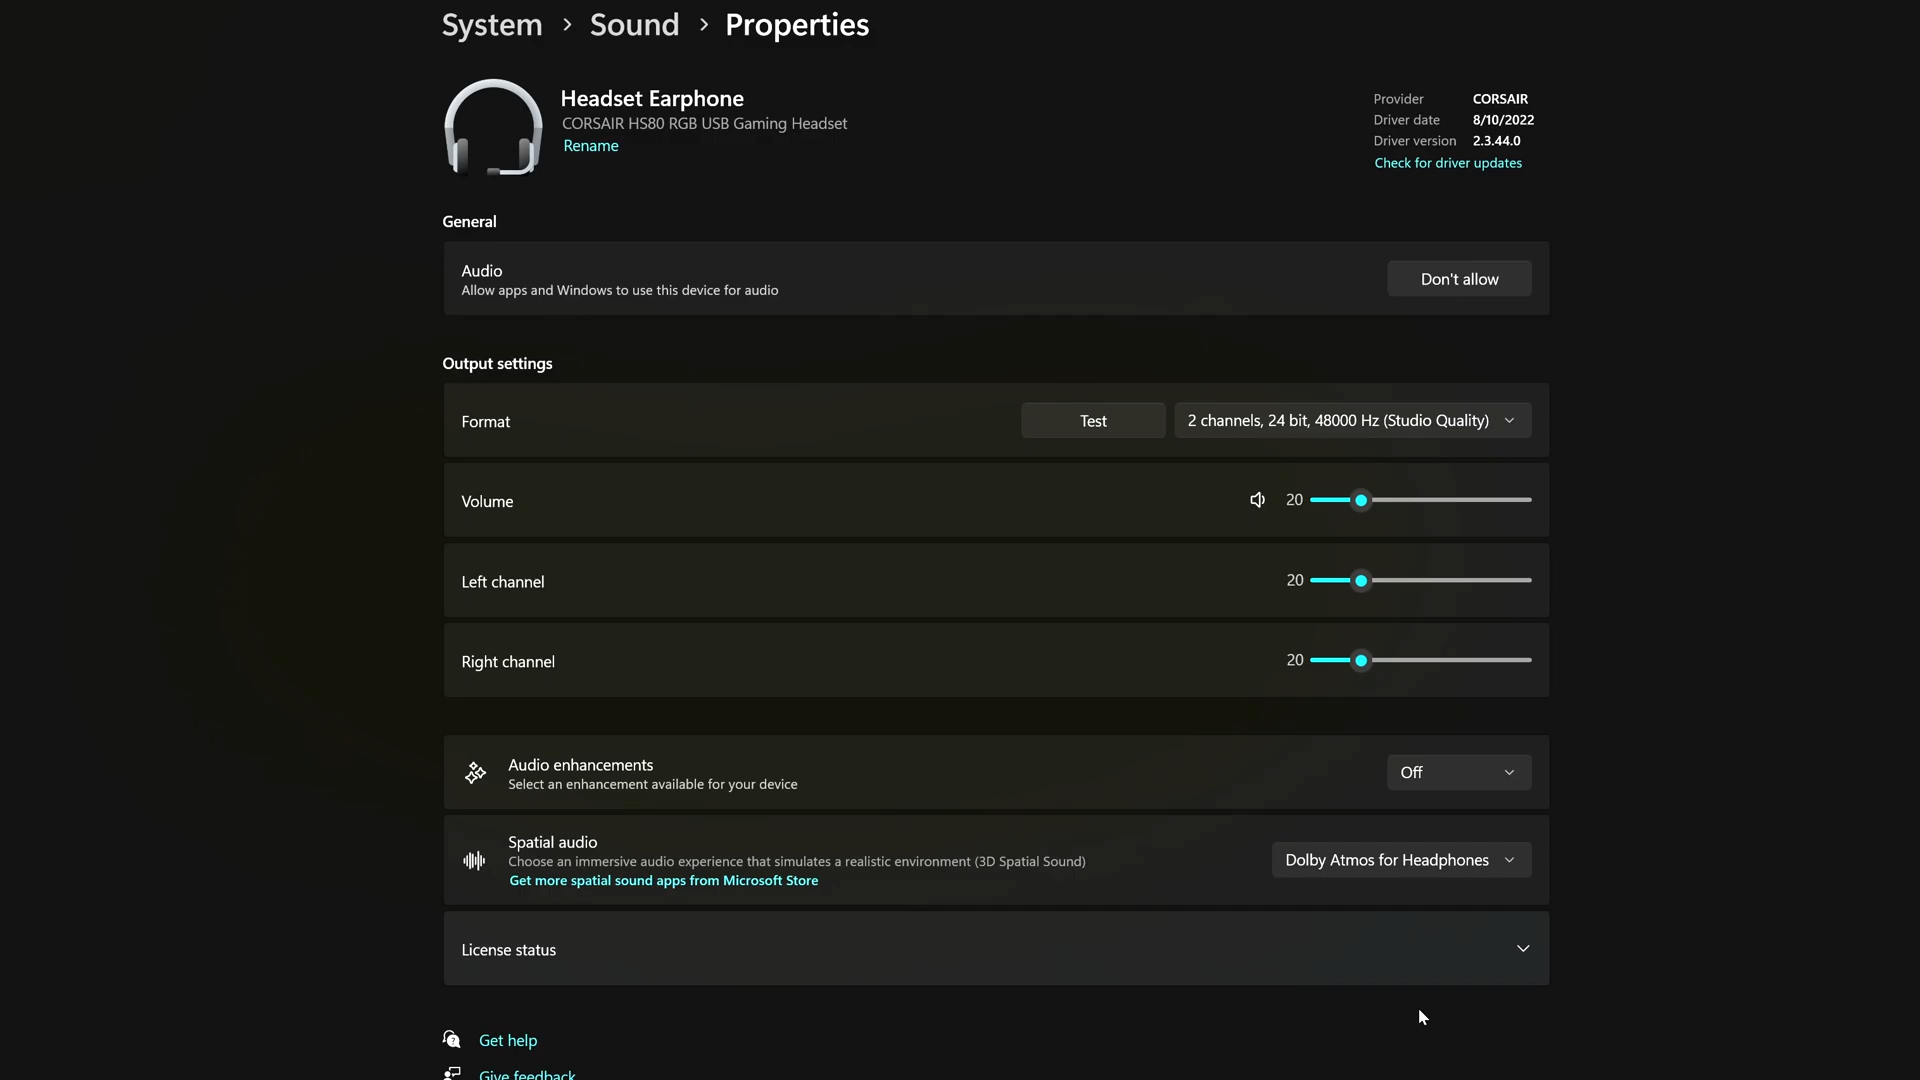 System > Sound > Properties
Headset Earphone
CORSAIR HS80 RGB USB Gaming Headset
Rename
Provider CORSAIR
Driver date 8/10/2022
Driver version 2.3.44.0
Check for driver updates
General
Audio
Allow apps and Windows to use this device for audio
Don't allow
Output settings
Format
Test
2 channels, 24 bit, 48000 Hz (Studio Quality)
Volume
20
Left channel
20
Right channel
20
Audio enhancements
Select an enhancement available for your device
Off
Spatial audio
Choose an immersive audio experience that simulates a realistic environment (3D Spatial Sound)
Get more spatial sound apps from Microsoft Store
Dolby Atmos for Headphones
License status
Get help
Give feedback